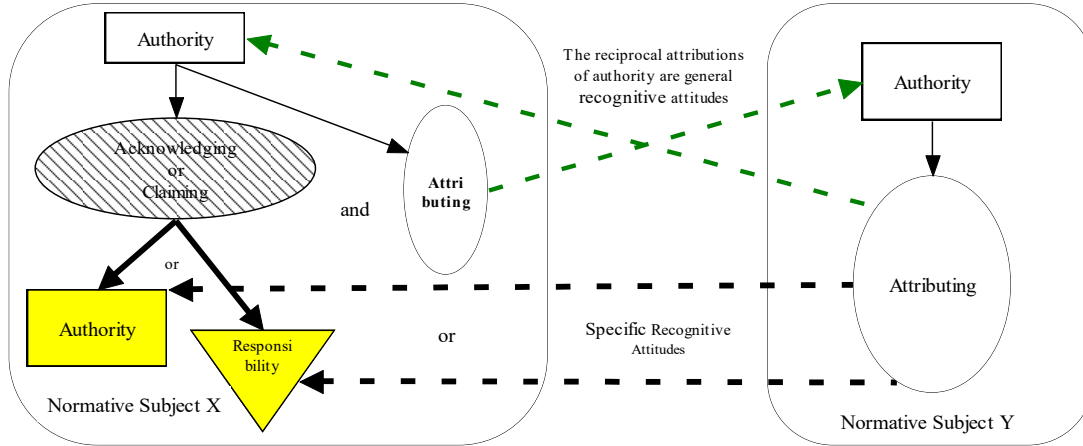 Authority
Acknowledging
or
Claiming
and
Attri
buting
or
Authority
Responsi
bility
or
Normative Subject X
The reciprocal attributions
of authority are general
recognitive attitudes
Specific Recognitive
Attitudes
Authority
Attributing
Normative Subject Y